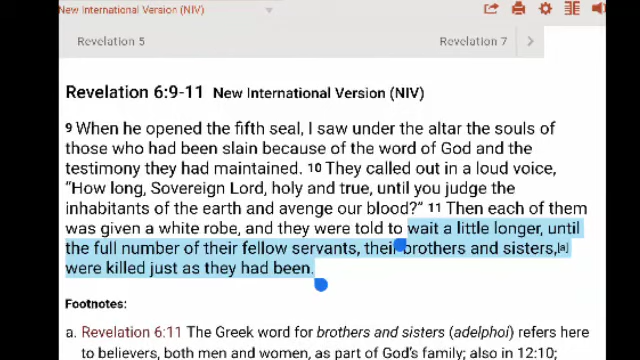 New International Version (NIV)
Revelation 5
Revelation 7
Revelation 6:9-11 New International Version (NIV)
9 When he opened the fifth seal, I saw under the altar the souls of
those who had been slain because of the word of God and the
testimony they had maintained. 10 They called out in a loud voice,
“How long, Sovereign Lord, holy and true, until you judge the
inhabitants of the earth and avenge our blood?” 11 Then each of them
was given a white robe, and they were told to wait a little longer, until
the full number of their fellow servants, their brothers and sisters,[a]
were killed just as they had been.
Footnotes:
a. Revelation 6:11 The Greek word for brothers and sisters (adelphoi) refers here
to believers, both men and women, as part of God’s family; also in 12:10;